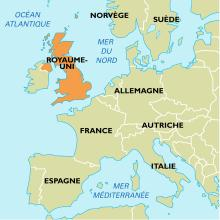 OCÉAN
ATLANTIQUE
NORVÈGE
SUÈDE
MER
DU
NORD
ROYAUME-
UNI
ALLEMAGNE
FRANCE
AUTRICHE
ITALIE
ESPAGNE
MER
MÉDITERRANÉE